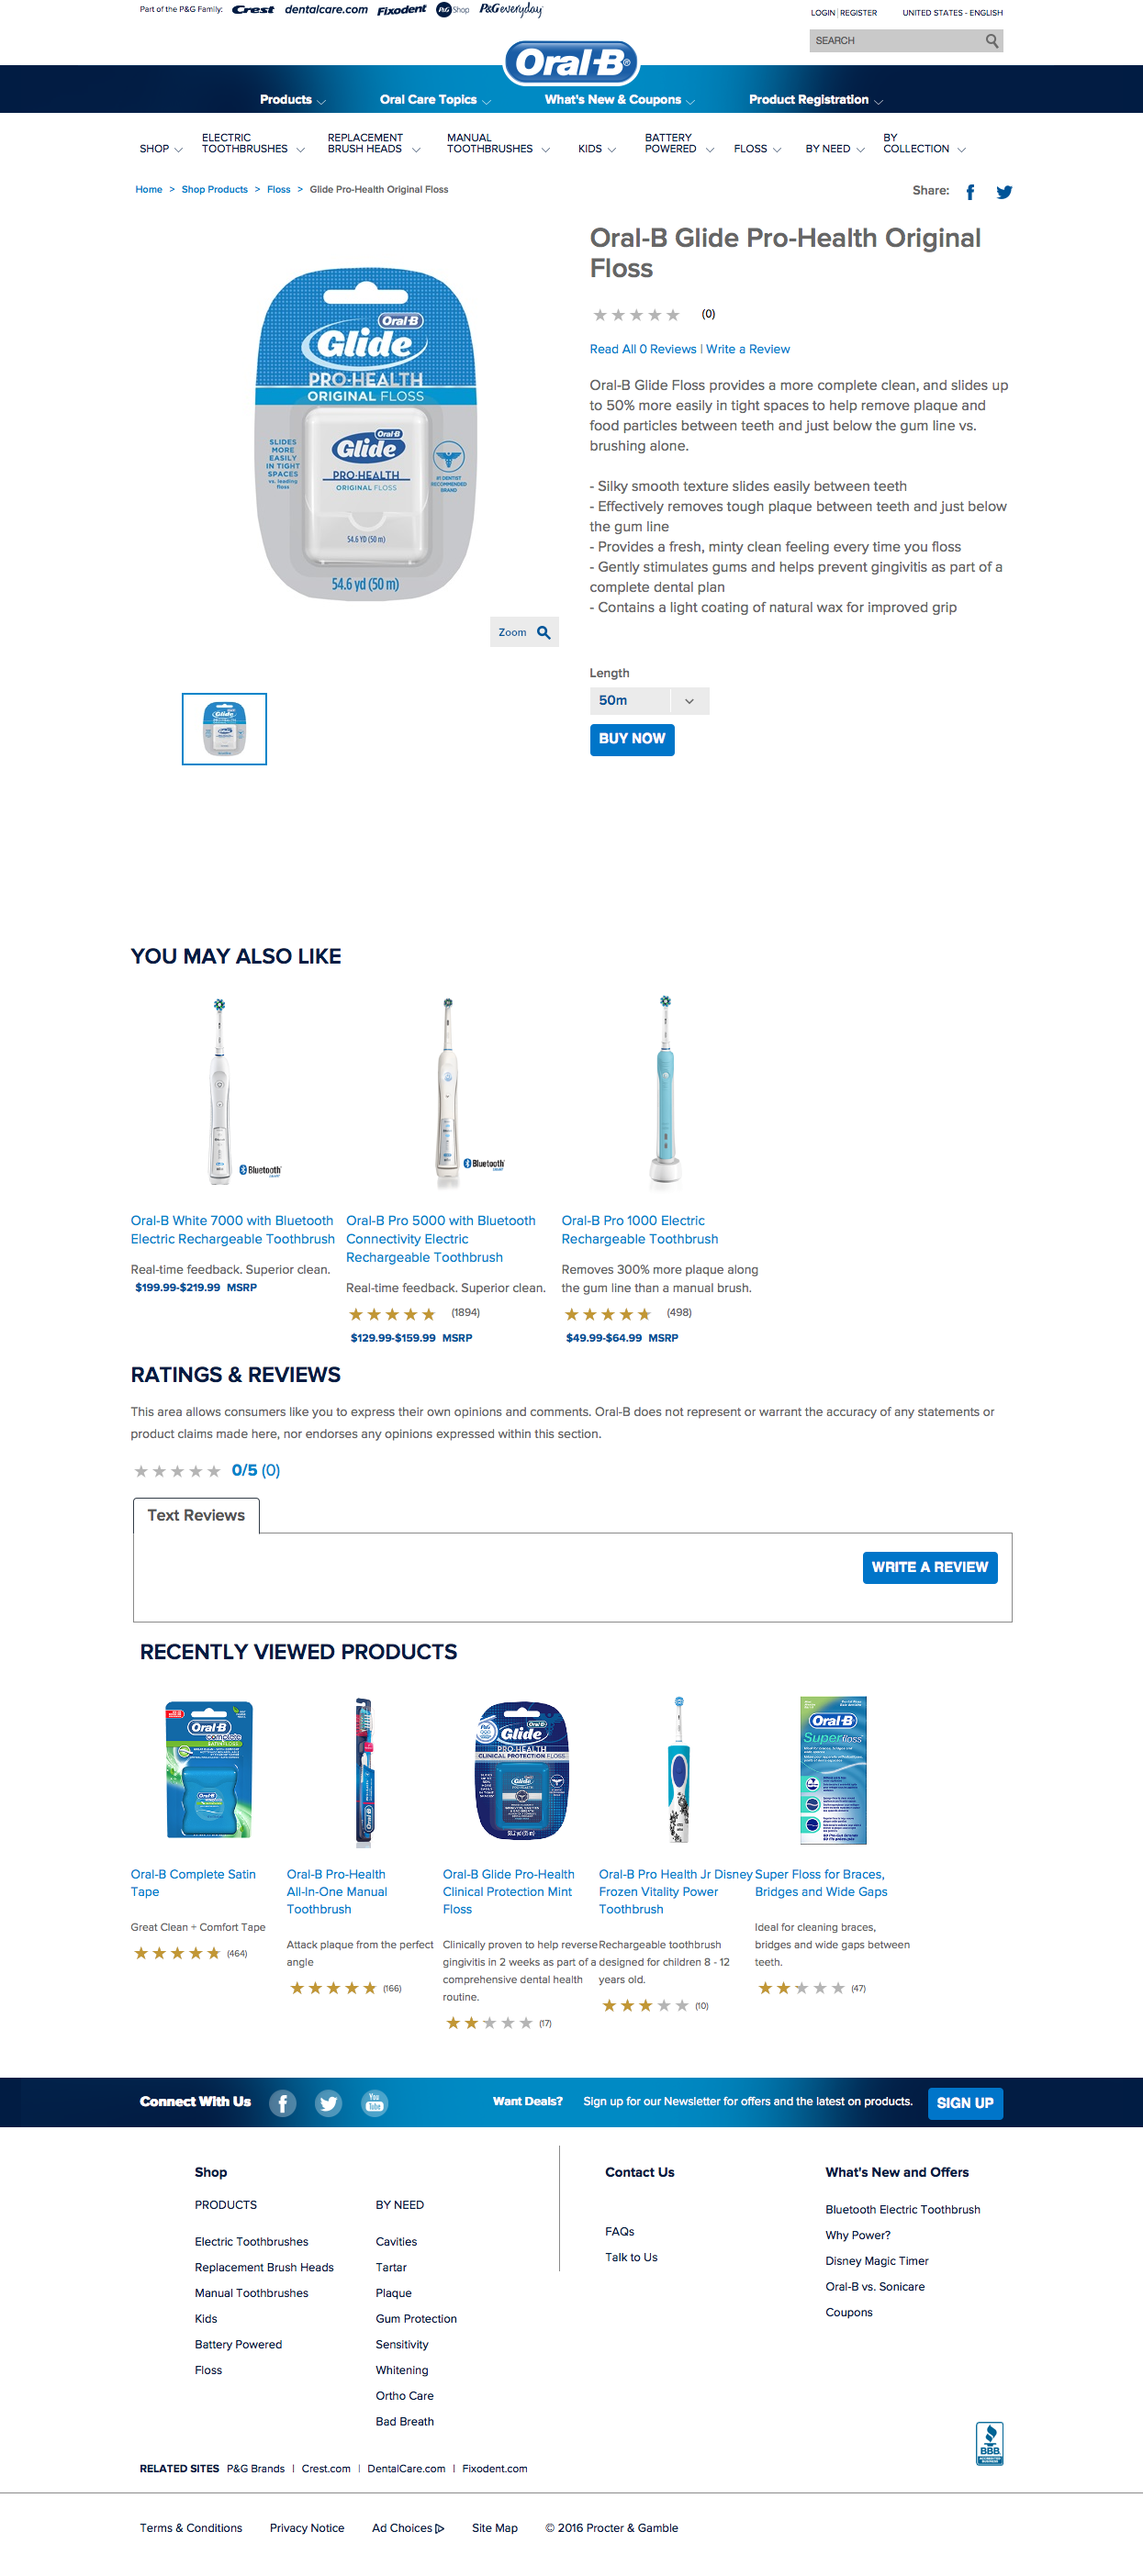 Part of the P&G Family: Crest dentalcare.com Fixodent P&G Shop P&G everyday
LOGIN | REGISTER UNITED STATES - ENGLISH
SEARCH
Oral-B®
Products Oral Care Topics What's New & Coupons Product Registration
SHOP ELECTRIC TOOTHBRUSHES REPLACEMENT BRUSH HEADS MANUAL TOOTHBRUSHES KIDS BATTERY POWERED FLOSS BY NEED BY COLLECTION
Home > Shop Products > Floss > Glide Pro-Health Original Floss
Share:
Oral-B
Glide
PRO-HEALTH
ORIGINAL FLOSS
SLIDES
MORE
EASILY
IN TIGHT
SPACES
vs. leading
floss
Oral-B
Glide
PRO-HEALTH
ORIGINAL FLOSS
54.6 YD (50 m)
#1 DENTIST
RECOMMENDED
BRAND
54.6 yd (50 m)
Zoom
Oral-B Glide Pro-Health Original
Floss
(0)
Read All 0 Reviews | Write a Review
Oral-B Glide Floss provides a more complete clean, and slides up
to 50% more easily in tight spaces to help remove plaque and
food particles between teeth and just below the gum line vs.
brushing alone.
- Silky smooth texture slides easily between teeth
- Effectively removes tough plaque between teeth and just below
the gum line
- Provides a fresh, minty clean feeling every time you floss
- Gently stimulates gums and helps prevent gingivitis as part of a
complete dental plan
- Contains a light coating of natural wax for improved grip
Length
50m
BUY NOW
YOU MAY ALSO LIKE
Bluetooord
Oral-B White 7000 with Bluetooth
Electric Rechargeable Toothbrush
Real-time feedback. Superior clean.
$199.99-$219.99 MSRP
Bluetooth
Oral-B Pro 5000 with Bluetooth
Connectivity Electric
Rechargeable Toothbrush
Real-time feedback. Superior clean.
(1894)
$129.99-$159.99 MSRP
Oral-B Pro 1000 Electric
Rechargeable Toothbrush
Removes 300% more plaque along
the gum line than a manual brush.
(498)
$49.99-$64.99 MSRP
RATINGS & REVIEWS
This area allows consumers like you to express their own opinions and comments. Oral-B does not represent or warrant the accuracy of any statements or
product claims made here, nor endorses any opinions expressed within this section.
0/5 (0)
Text Reviews
WRITE A REVIEW
RECENTLY VIEWED PRODUCTS
Oral-B
complete
Oral-B Complete Satin
Tape
Great Clean + Comfort Tape
(464)
Oral-B Pro-Health
All-In-One Manual
Toothbrush
Attack plaque from the perfect
angle
(166)
Oral-B
Glide
PRO-HEALTH
CLINICAL PROTECTION FLOSS
Oral-B Glide Pro-Health
Clinical Protection Mint
Floss
Clinically proven to help reverse
gingivitis in 2 weeks as part of a
comprehensive dental health
routine.
(17)
Oral-B Pro Health Jr Disney
Frozen Vitality Power
Toothbrush
Rechargeable toothbrush
designed for children 8 - 12
years old.
(10)
Oral-B
Superfloss
Super Floss for Braces,
Bridges and Wide Gaps
Ideal for cleaning braces,
bridges and wide gaps between
teeth.
(47)
Connect With Us You Tube Want Deals? Sign up for our Newsletter for offers and the latest on products. SIGN UP
Shop
PRODUCTS
Electric Toothbrushes
Replacement Brush Heads
Manual Toothbrushes
Kids
Battery Powered
Floss
BY NEED
Cavities
Tartar
Plaque
Gum Protection
Sensitivity
Whitening
Ortho Care
Bad Breath
Contact Us
FAQs
Talk to Us
What's New and Offers
Bluetooth Electric Toothbrush
Why Power?
Disney Magic Timer
Oral-B vs. Sonicare
Coupons
BBB
RELATED SITES P&G Brands | Crest.com | DentalCare.com | Fixodent.com
Terms & Conditions Privacy Notice Ad Choices Site Map © 2016 Procter & Gamble